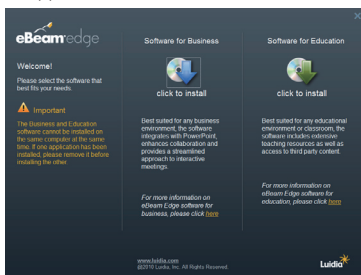 eBeam edge
Welcome!
Please select the software that
best fits your needs.
Important
The Business and Education
software cannot be installed on
the same computer at the same
time. If one application has been
installed, please remove it before
installing the other.
Software for Business
click to install
Best suited for any business
environment, the software
integrates with PowerPoint,
enhances collaboration and
provides a streamlined
approach to interactive
meetings.
For more information on
eBeam Edge software for
business, please click here
Software for Education
click to install
Best suited for any educational
environment or classroom, the
software includes extensive
teaching resources as well as
access to third party content.
For more information on
eBeam Edge software for
education, please click here
www.luidia.com
@2010 Luidia, Inc. All Rights Reserved.
Luidia